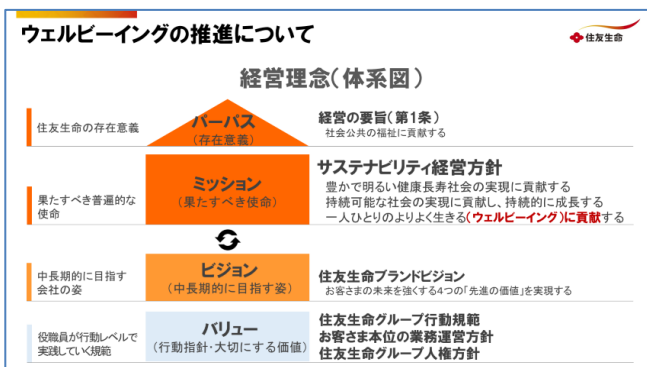 ウェルビーイングの推進について
住友生命
経営理念(体系図)
住友生命の存在意義
パーパス
(存在意義)
経営の要旨(第1条)
社会公共の福祉に貢献する
果たすべき普遍的な
使命
ミッション
(果たすべき使命)
サステナビリティ経営方針
豊かで明るい健康長寿社会の実現に貢献する
持続可能な社会の実現に貢献し、持続的に成長する
一人ひとりのよりよく生きる(ウェルビーイング)に貢献する
中長期的に目指す
会社の姿
ビジョン
(中長期的に目指す姿)
住友生命ブランドビジョン
お客さまの未来を強くする4つの「先進の価値」を実現する
役職員が行動レベルで
実践していく規範
バリュー
(行動指針・大切にする価値)
住友生命グループ行動規範
お客さま本位の業務運営方針
住友生命グループ人権方針